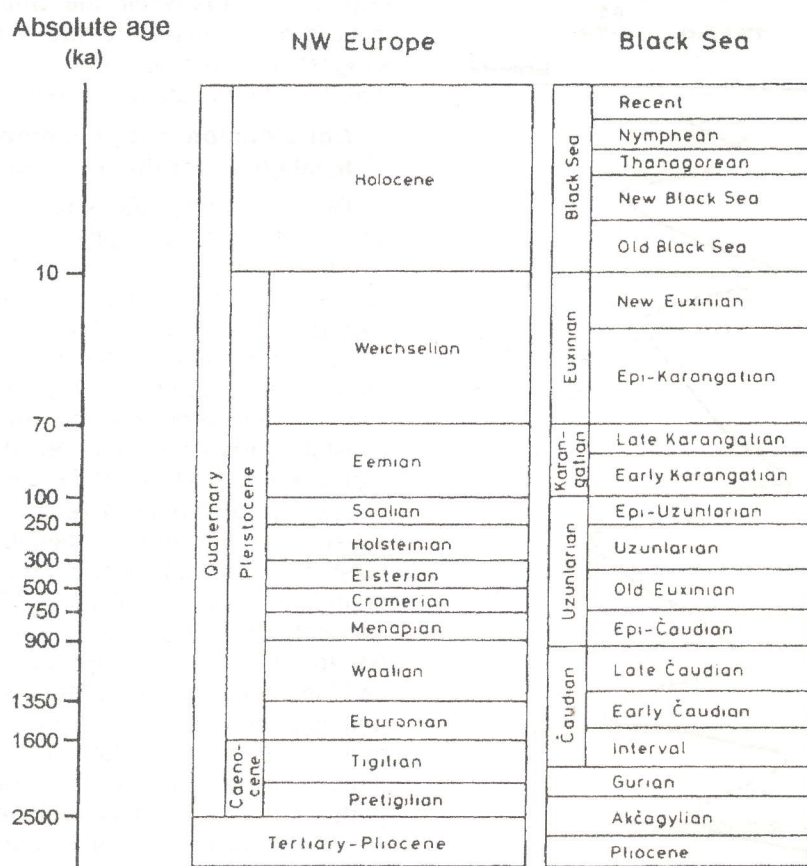 Absolute age
(ka)
NW Europe
Black Sea
10
70
100
250
300
500
750
900
1350
1600
2500
Quaternary
Pleistocene
Caeno-
cene
Holocene
Weichselian
Eemian
Saalian
Holsteinian
Elsterian
Cromerian
Menapian
Waalian
Eburonian
Tiglian
Pretiglian
Tertiary-Pliocene
Black Sea
Euxinian
Karan-
gatian
Uzunlarian
Čaudian
Recent
Nymphean
Thanagorean
New Black Sea
Old Black Sea
New Euxinian
Epi-Karangatian
Late Karangatian
Early Karangatian
Epi-Uzunlarian
Uzunlarian
Old Euxinian
Epi-Čaudian
Late Čaudian
Early Čaudian
Interval
Gurian
Akčagylian
Pliocene